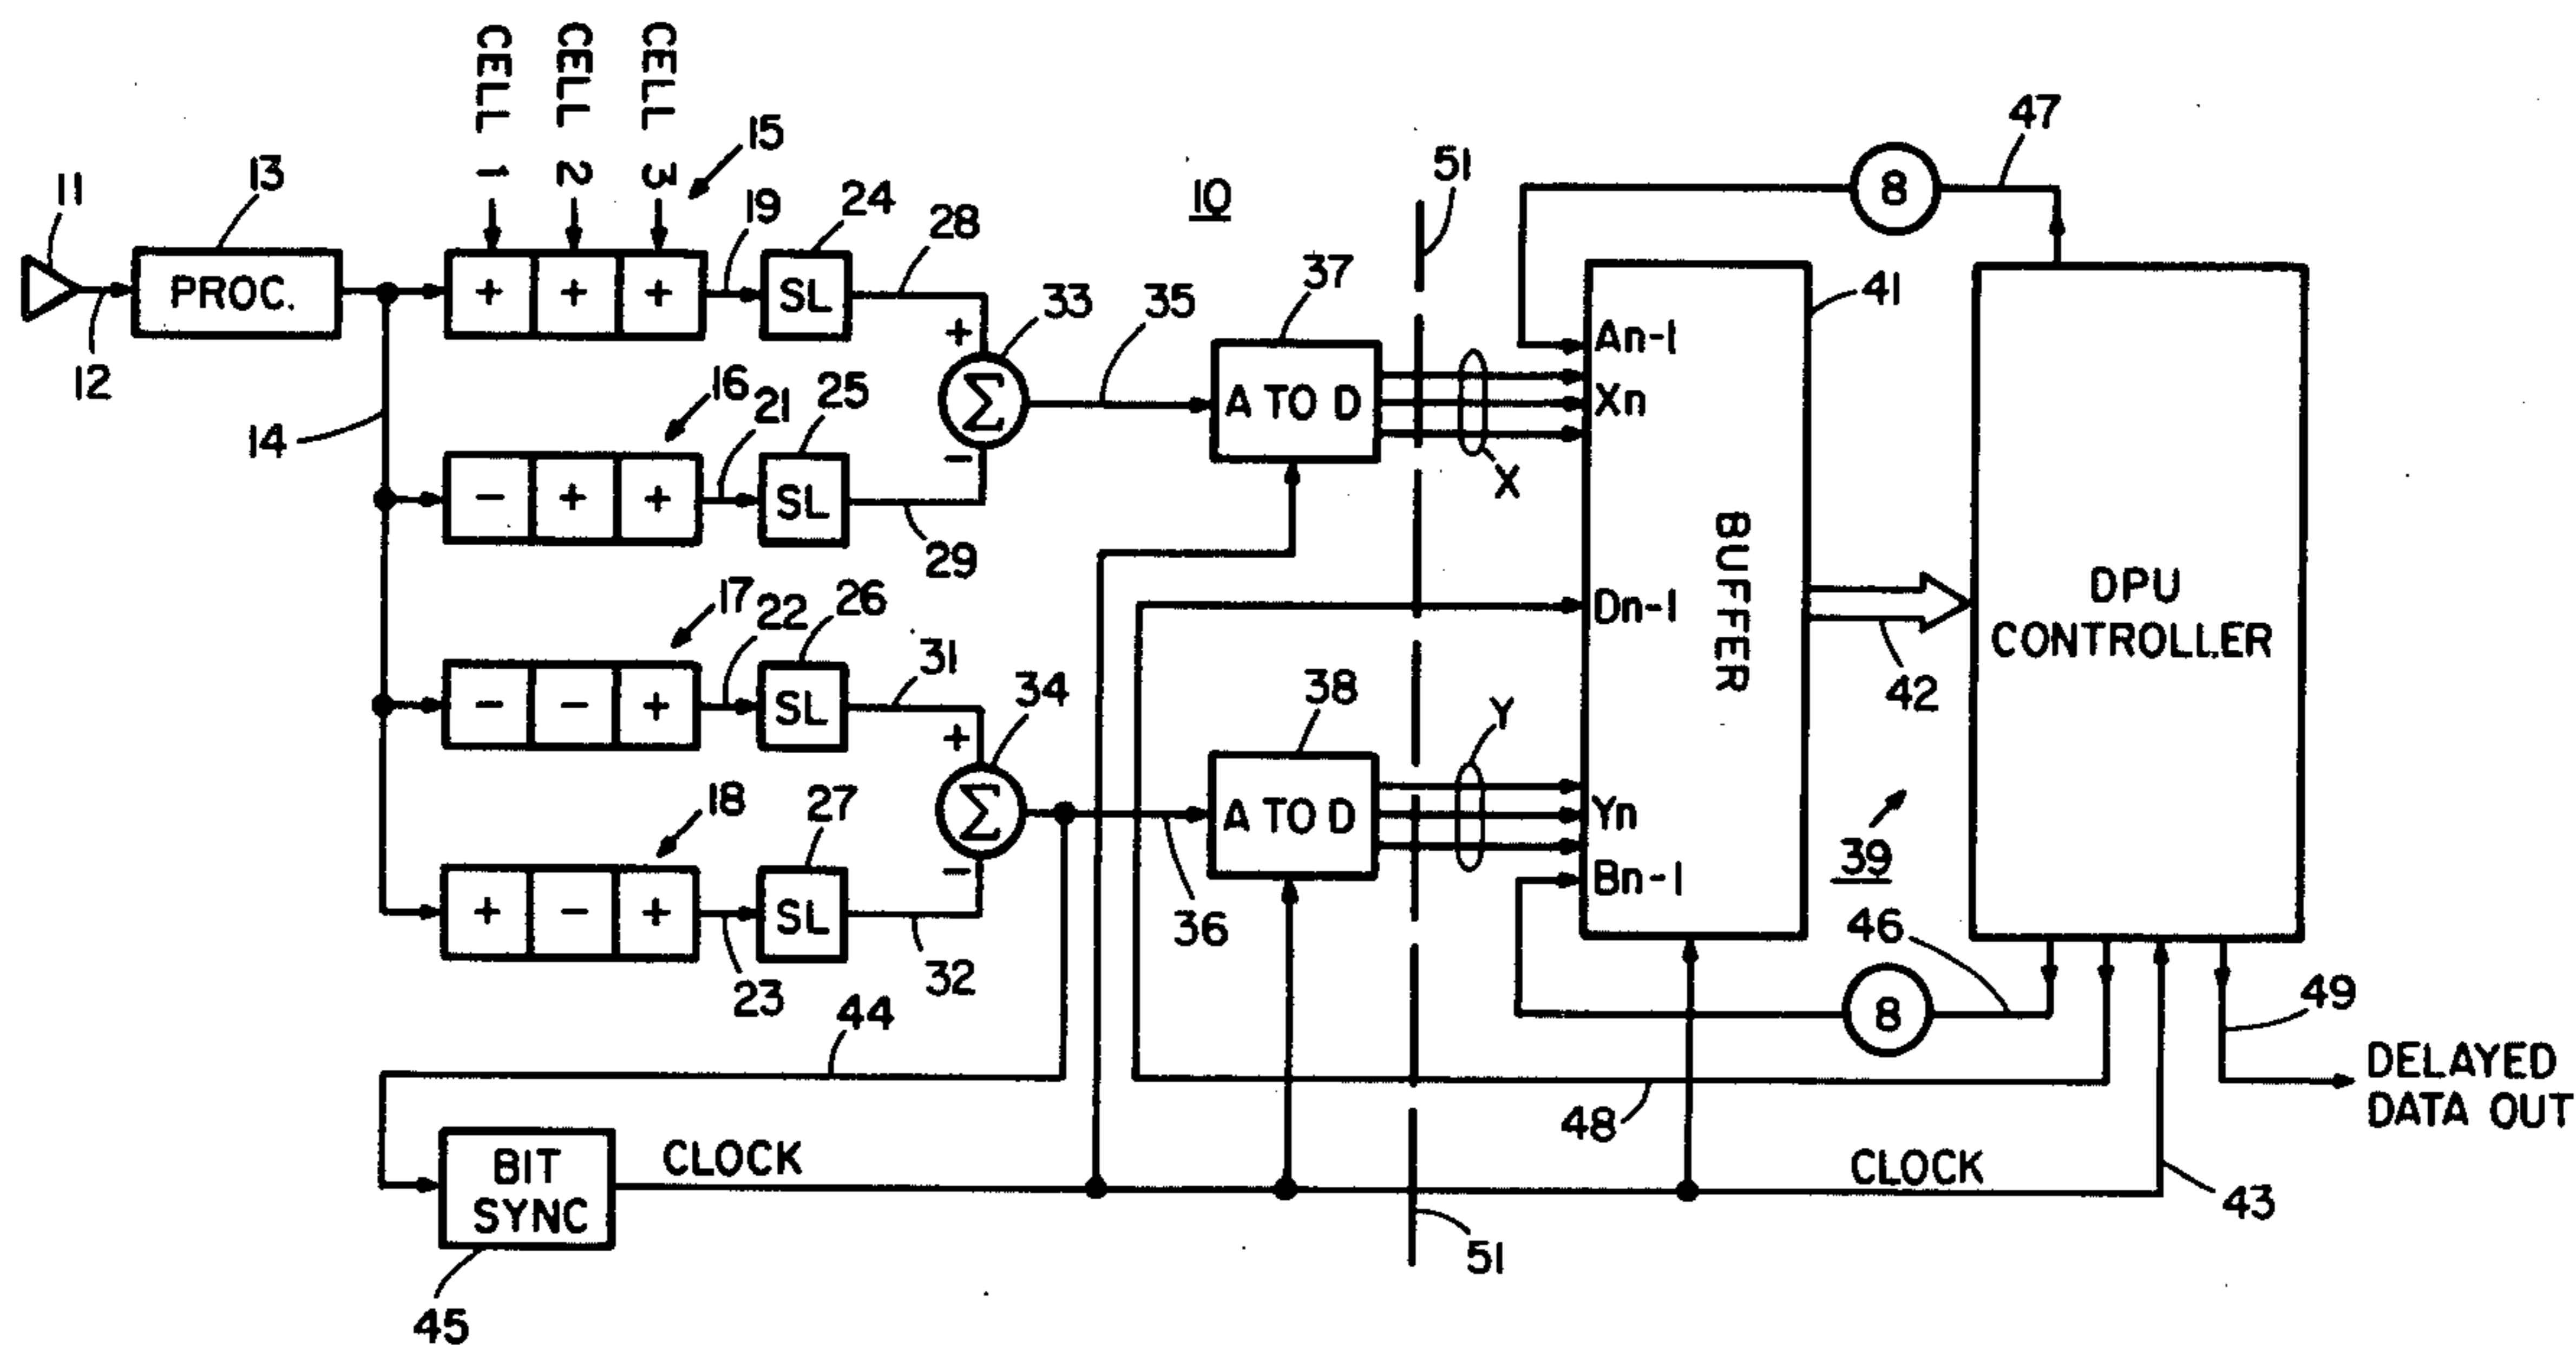 CELL 1
CELL 2
CELL 3
15
10
47
51
8
11
13
19
24
28
12
PROC.
+ + +
SL
+
33
35
37
41
An-1
Xn
X
A TO D
Σ
14
16
21
25
- + +
SL
-
29
BUFFER
DPU
CONTROLLER
42
Dn-1
17
22
26
31
- - +
SL
+
34
Σ
38
Y
A TO D
Yn
Bn-1
39
18
27
+ - +
SL
-
23
32
36
46
8
44
48
49
DELAYED
DATA OUT
BIT
SYNC
CLOCK
CLOCK
43
45
51